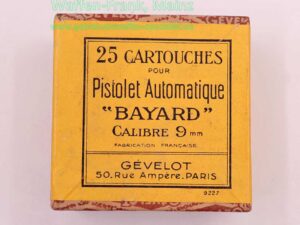 Waffen-Frank, Mainz
GÉVELOT
25 CARTOUCHES
POUR
Pistolet Automatique
"BAYARD"
CALIBRE 9 mm
FABRICATION FRANÇAISE
GÉVELOT
50, Rue Ampère. PARIS
9227